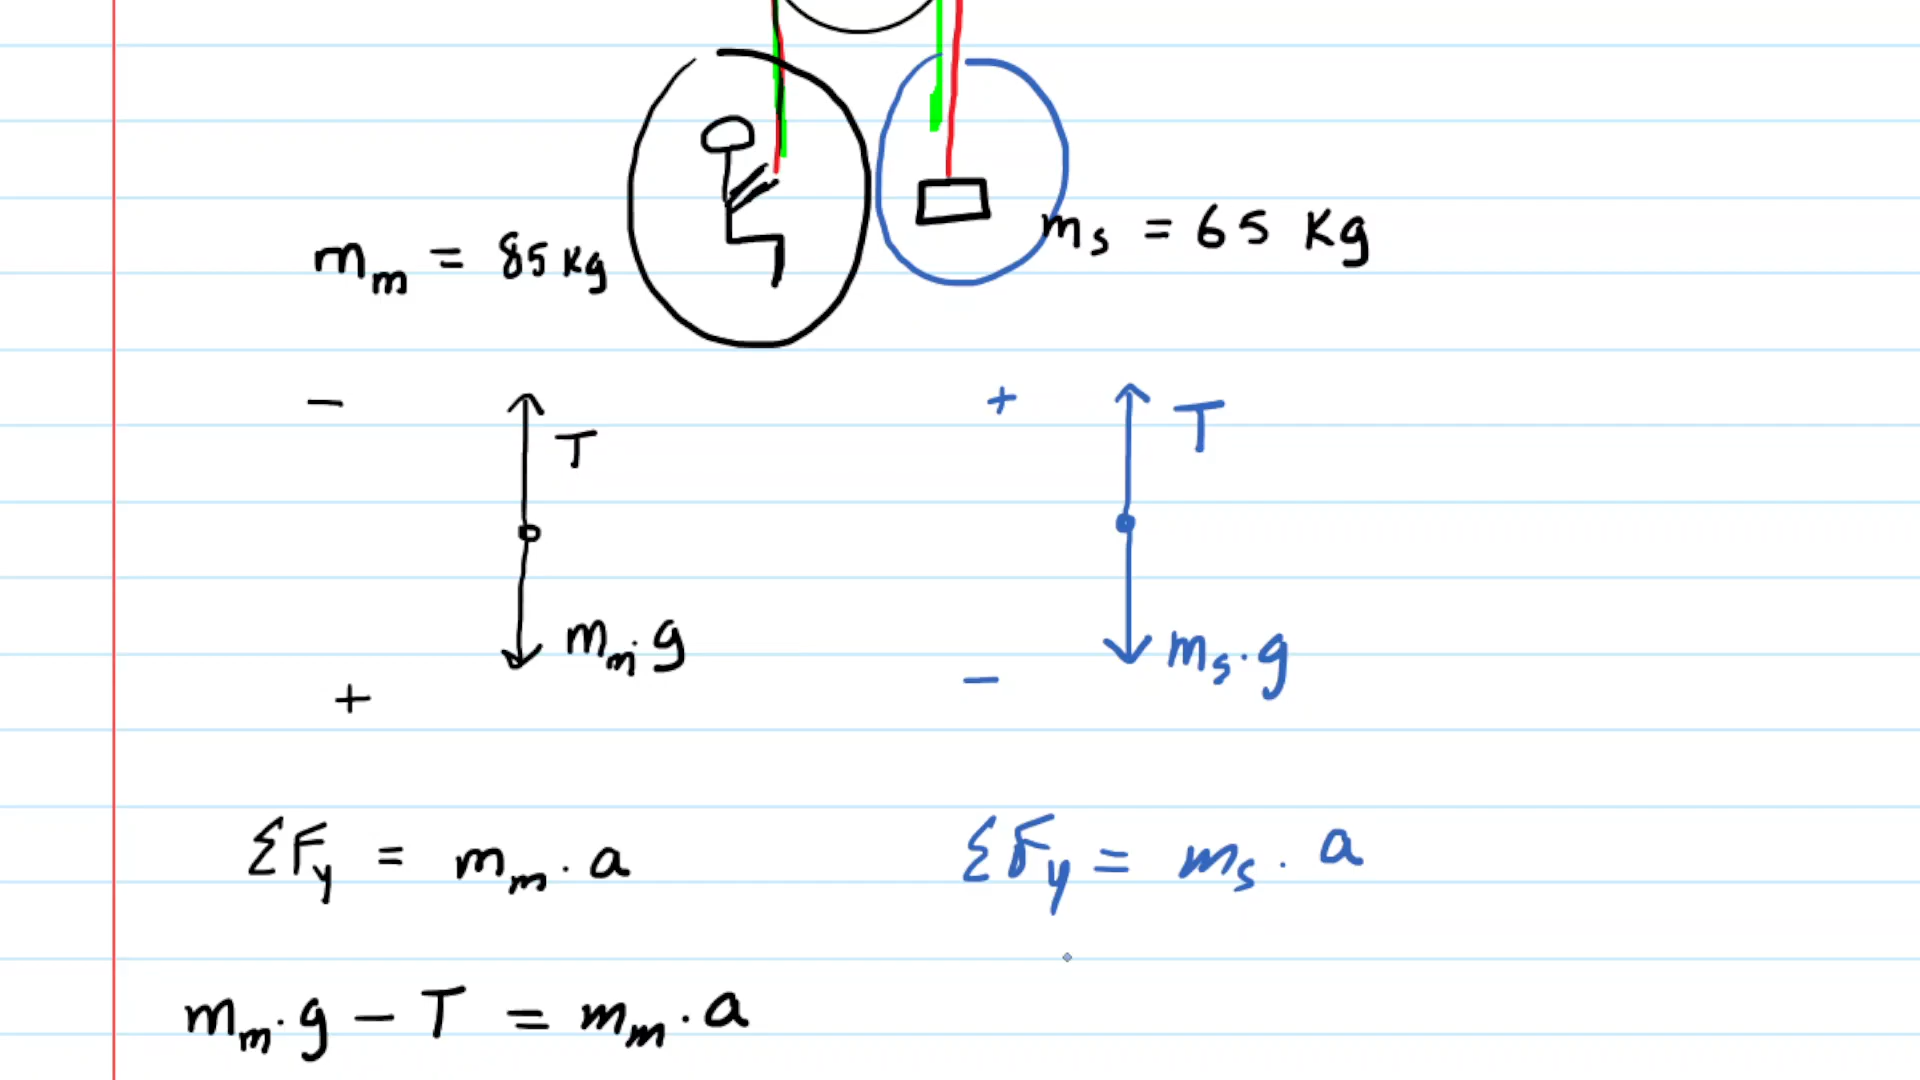 m_m = 85 Kg
m_s = 65 Kg
− T + T
m_m·g − m_s·g
+
ΣF_y = m_m · a ΣF_y = m_s · a
m_m·g − T = m_m · a